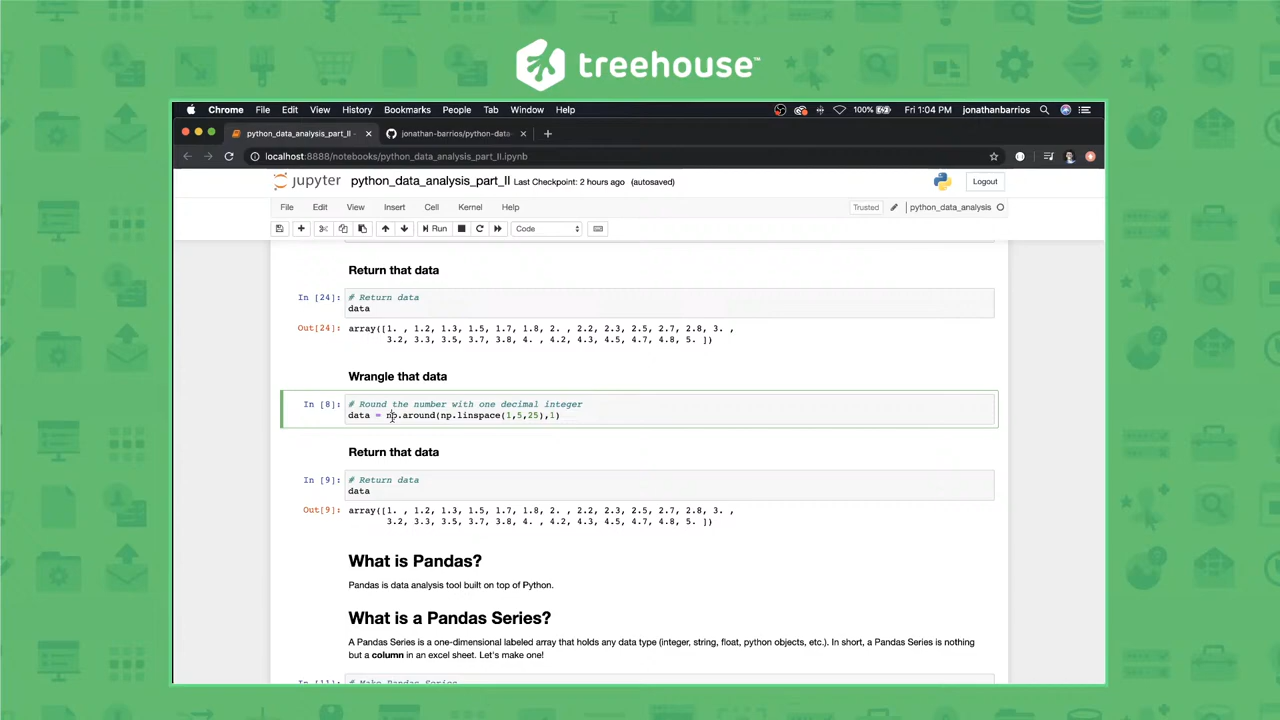 treehouse™
Chrome File Edit View History Bookmarks People Tab Window Help 100% Fri 1:04 PM jonathanbarrios
python_data_analysis_part_II - jonathan-barrios/python-data
localhost:8888/notebooks/python_data_analysis_part_II.ipynb
jupyter python_data_analysis_part_II Last Checkpoint: 2 hours ago (autosaved) Logout
File Edit View Insert Cell Kernel Help Trusted python_data_analysis
Run Code
Return that data
In [24]: # Return data
data
Out[24]: array([1. , 1.2, 1.3, 1.5, 1.7, 1.8, 2. , 2.2, 2.3, 2.5, 2.7, 2.8, 3. ,
3.2, 3.3, 3.5, 3.7, 3.8, 4. , 4.2, 4.3, 4.5, 4.7, 4.8, 5. ])
Wrangle that data
In [8]: # Round the number with one decimal integer
data = np.around(np.linspace(1,5,25),1)
Return that data
In [9]: # Return data
data
Out[9]: array([1. , 1.2, 1.3, 1.5, 1.7, 1.8, 2. , 2.2, 2.3, 2.5, 2.7, 2.8, 3. ,
3.2, 3.3, 3.5, 3.7, 3.8, 4. , 4.2, 4.3, 4.5, 4.7, 4.8, 5. ])
What is Pandas?
Pandas is data analysis tool built on top of Python.
What is a Pandas Series?
A Pandas Series is a one-dimensional labeled array that holds any data type (integer, string, float, python objects, etc.). In short, a Pandas Series is nothing
but a column in an excel sheet. Let's make one!
In [11]: # Make Pandas Series